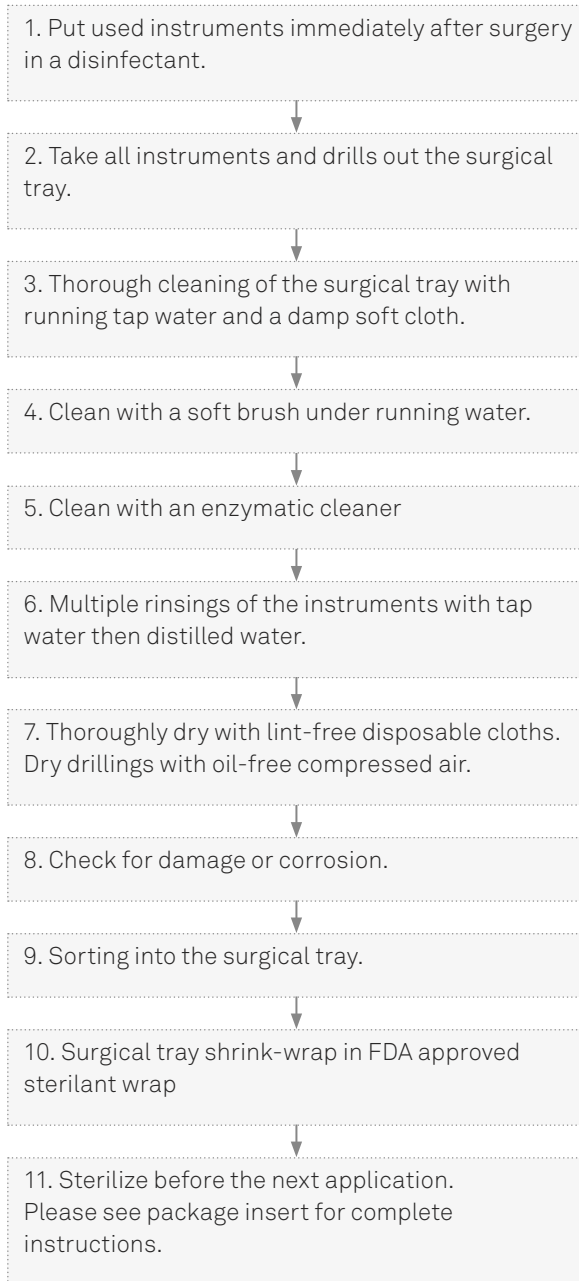 1. Put used instruments immediately after surgery
in a disinfectant.
2. Take all instruments and drills out the surgical
tray.
3. Thorough cleaning of the surgical tray with
running tap water and a damp soft cloth.
4. Clean with a soft brush under running water.
5. Clean with an enzymatic cleaner
6. Multiple rinsings of the instruments with tap
water then distilled water.
7. Thoroughly dry with lint-free disposable cloths.
Dry drillings with oil-free compressed air.
8. Check for damage or corrosion.
9. Sorting into the surgical tray.
10. Surgical tray shrink-wrap in FDA approved
sterilant wrap
11. Sterilize before the next application.
Please see package insert for complete
instructions.